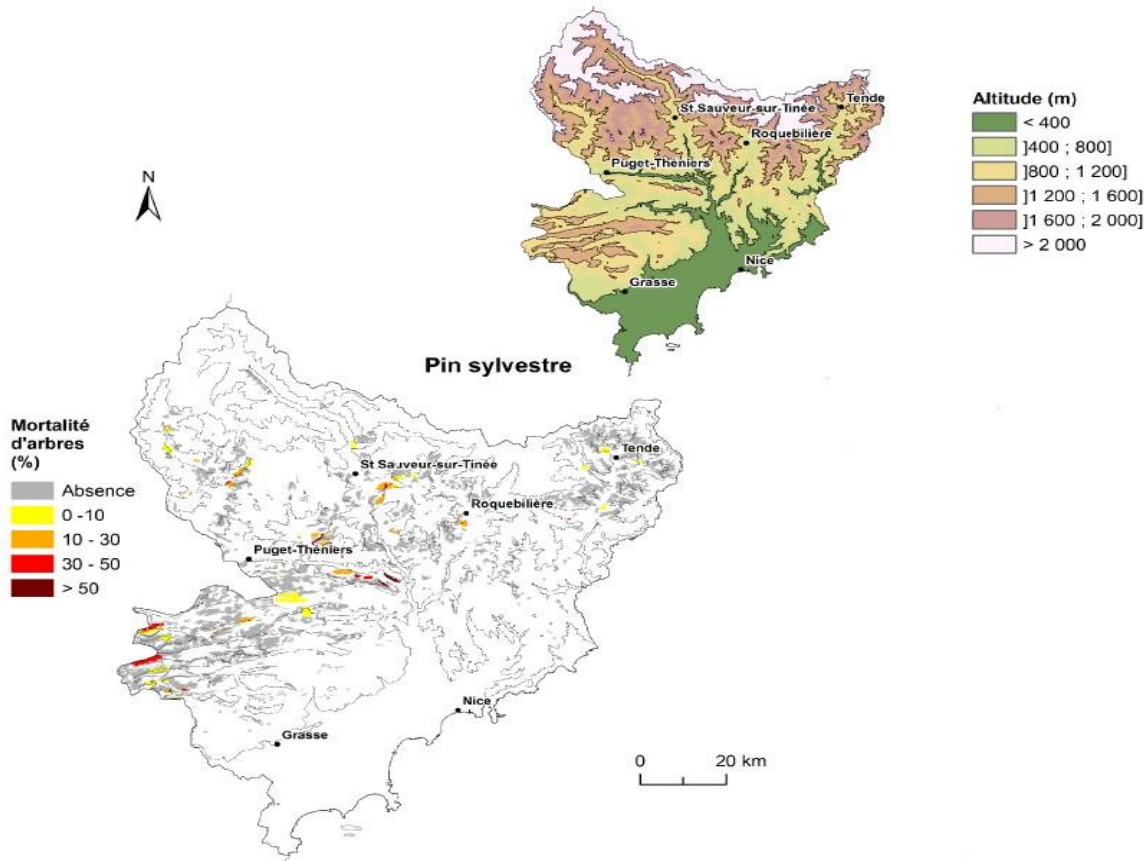 St Sauveur-sur-Tinée
Tende
Roquebilière
Puget-Théniers
Nice
Grasse
Altitude (m)
< 400
]400 ; 800]
]800 ; 1 200]
]1 200 ; 1 600]
]1 600 ; 2 000]
> 2 000
N
Pin sylvestre
Mortalité
d'arbres
(%)
Absence
0 -10
10 - 30
30 - 50
> 50
Tende
St Sauveur-sur-Tinée
Roquebilière
Puget-Théniers
Nice
Grasse
0 20 km